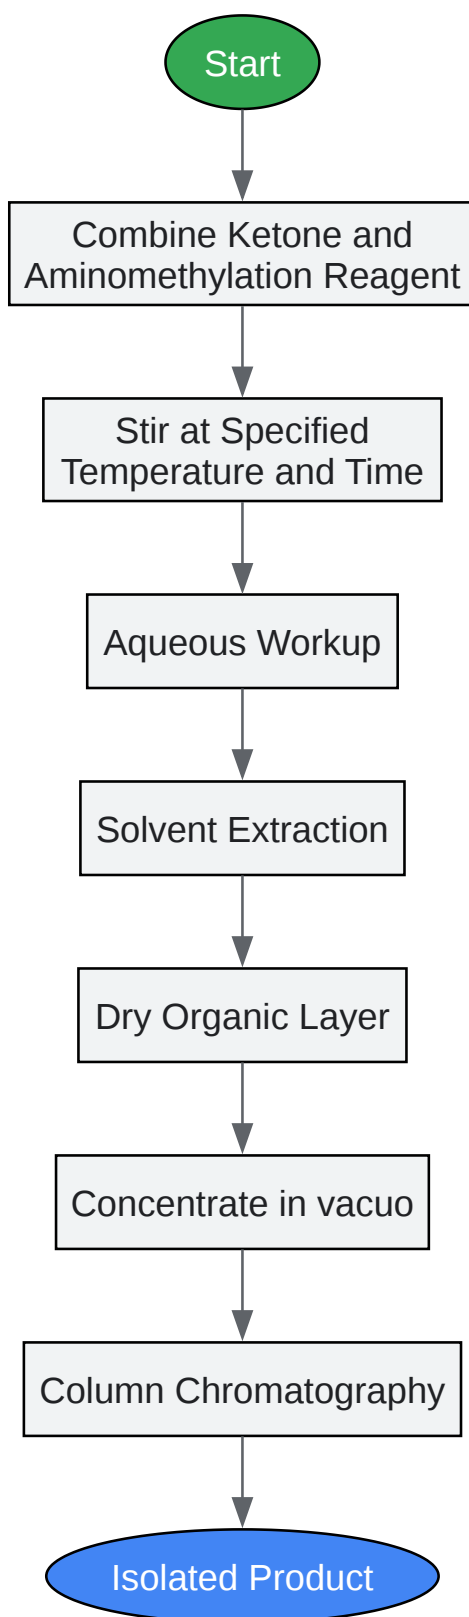 Start
Combine Ketone and
Aminomethylation Reagent
Stir at Specified
Temperature and Time
Aqueous Workup
Solvent Extraction
Dry Organic Layer
Concentrate in vacuo
Column Chromatography
Isolated Product